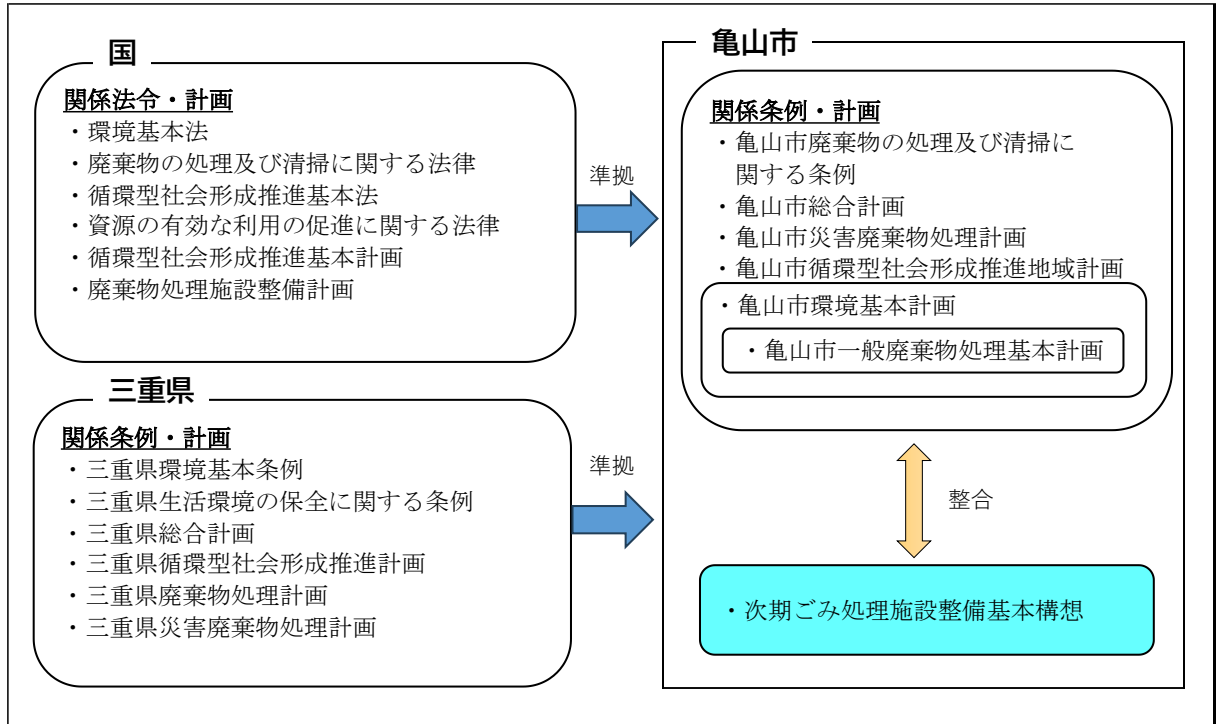 国
関係法令・計画
・環境基本法
・廃棄物の処理及び清掃に関する法律
・循環型社会形成推進基本法
・資源の有効な利用の促進に関する法律
・循環型社会形成推進基本計画
・廃棄物処理施設整備計画
準拠
三重県
関係条例・計画
・三重県環境基本条例
・三重県生活環境の保全に関する条例
・三重県総合計画
・三重県循環型社会形成推進計画
・三重県廃棄物処理計画
・三重県災害廃棄物処理計画
準拠
亀山市
関係条例・計画
・亀山市廃棄物の処理及び清掃に
関する条例
・亀山市総合計画
・亀山市災害廃棄物処理計画
・亀山市循環型社会形成推進地域計画
・亀山市環境基本計画
・亀山市一般廃棄物処理基本計画
整合
・次期ごみ処理施設整備基本構想